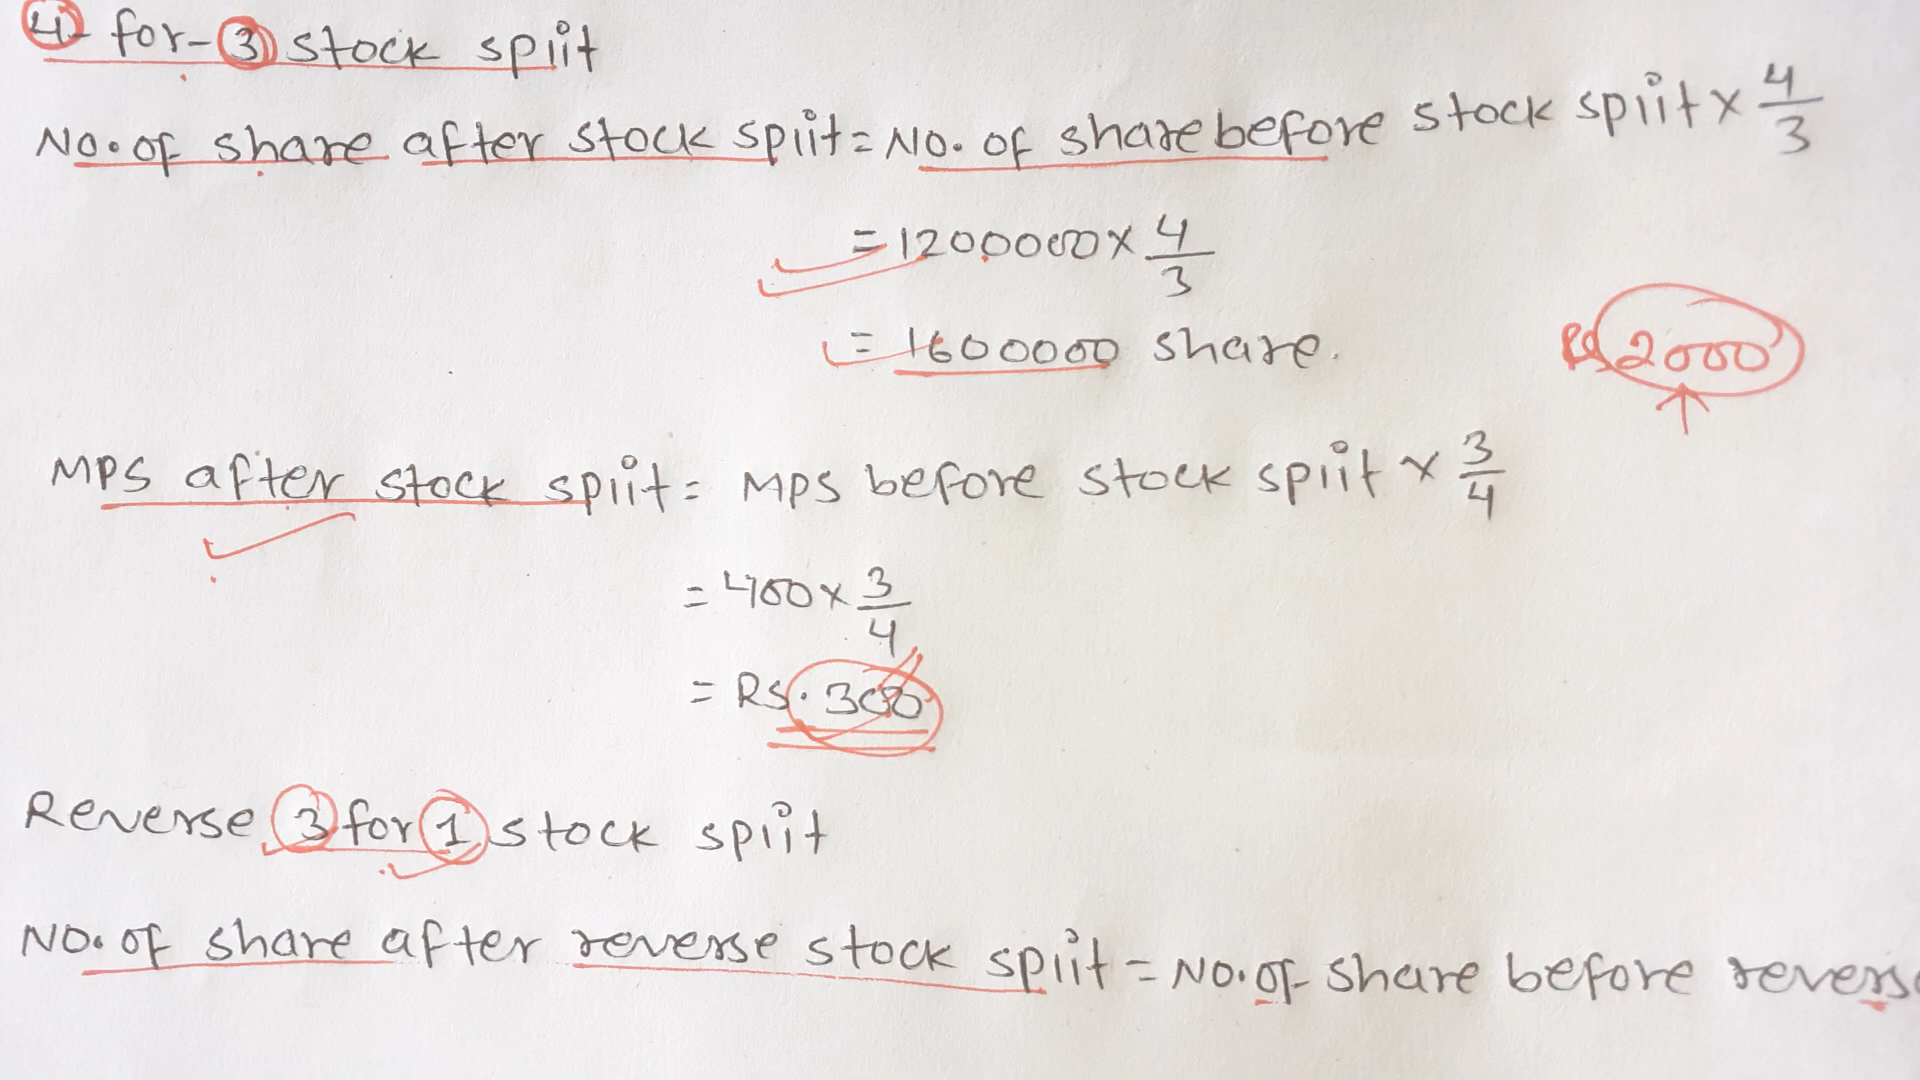 4-for-3 stock spiit
No. of share after stock spiit = No. of share before stock spiit × 4/3
= 1200000 × 4/3
= 1600000 share.
Rs 2000
MPS after stock spiit = MPS before stock spiit × 3/4
= 400 × 3/4
= RS. 300
Reverse 3 for 1 stock spiit
No. of share after reverse stock spiit = No. of share before revers